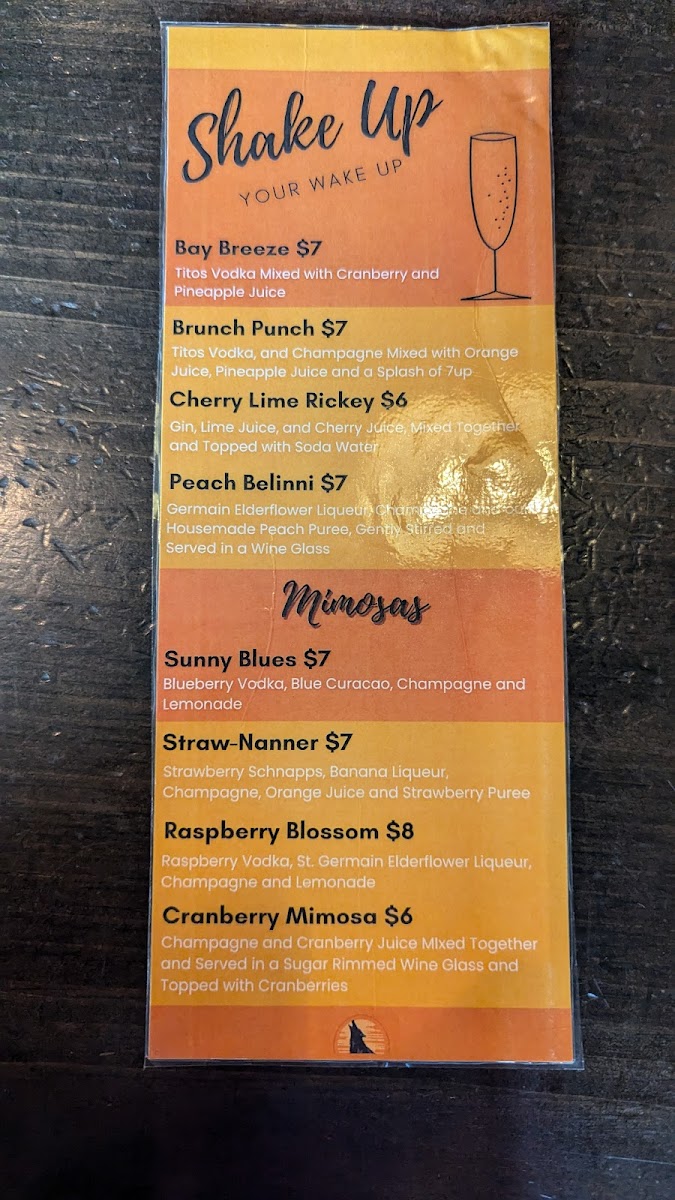 Shake Up
YOUR WAKE UP
Bay Breeze $7
Titos Vodka Mixed with Cranberry and
Pineapple Juice
Brunch Punch $7
Titos Vodka, and Champagne Mixed with Orange
Juice, Pineapple Juice and a Splash of 7up
Cherry Lime Rickey $6
Gin, Lime Juice, and Cherry Juice, Mixed Together
and Topped with Soda Water
Peach Belinni $7
Germain Elderflower Liqueur, Champagne and our
Housemade Peach Puree, Gently Stirred and
Served in a Wine Glass
Mimosas
Sunny Blues $7
Blueberry Vodka, Blue Curacao, Champagne and
Lemonade
Straw-Nanner $7
Strawberry Schnapps, Banana Liqueur,
Champagne, Orange Juice and Strawberry Puree
Raspberry Blossom $8
Raspberry Vodka, St. Germain Elderflower Liqueur,
Champagne and Lemonade
Cranberry Mimosa $6
Champagne and Cranberry Juice MIxed Together
and Served in a Sugar Rimmed Wine Glass and
Topped with Cranberries